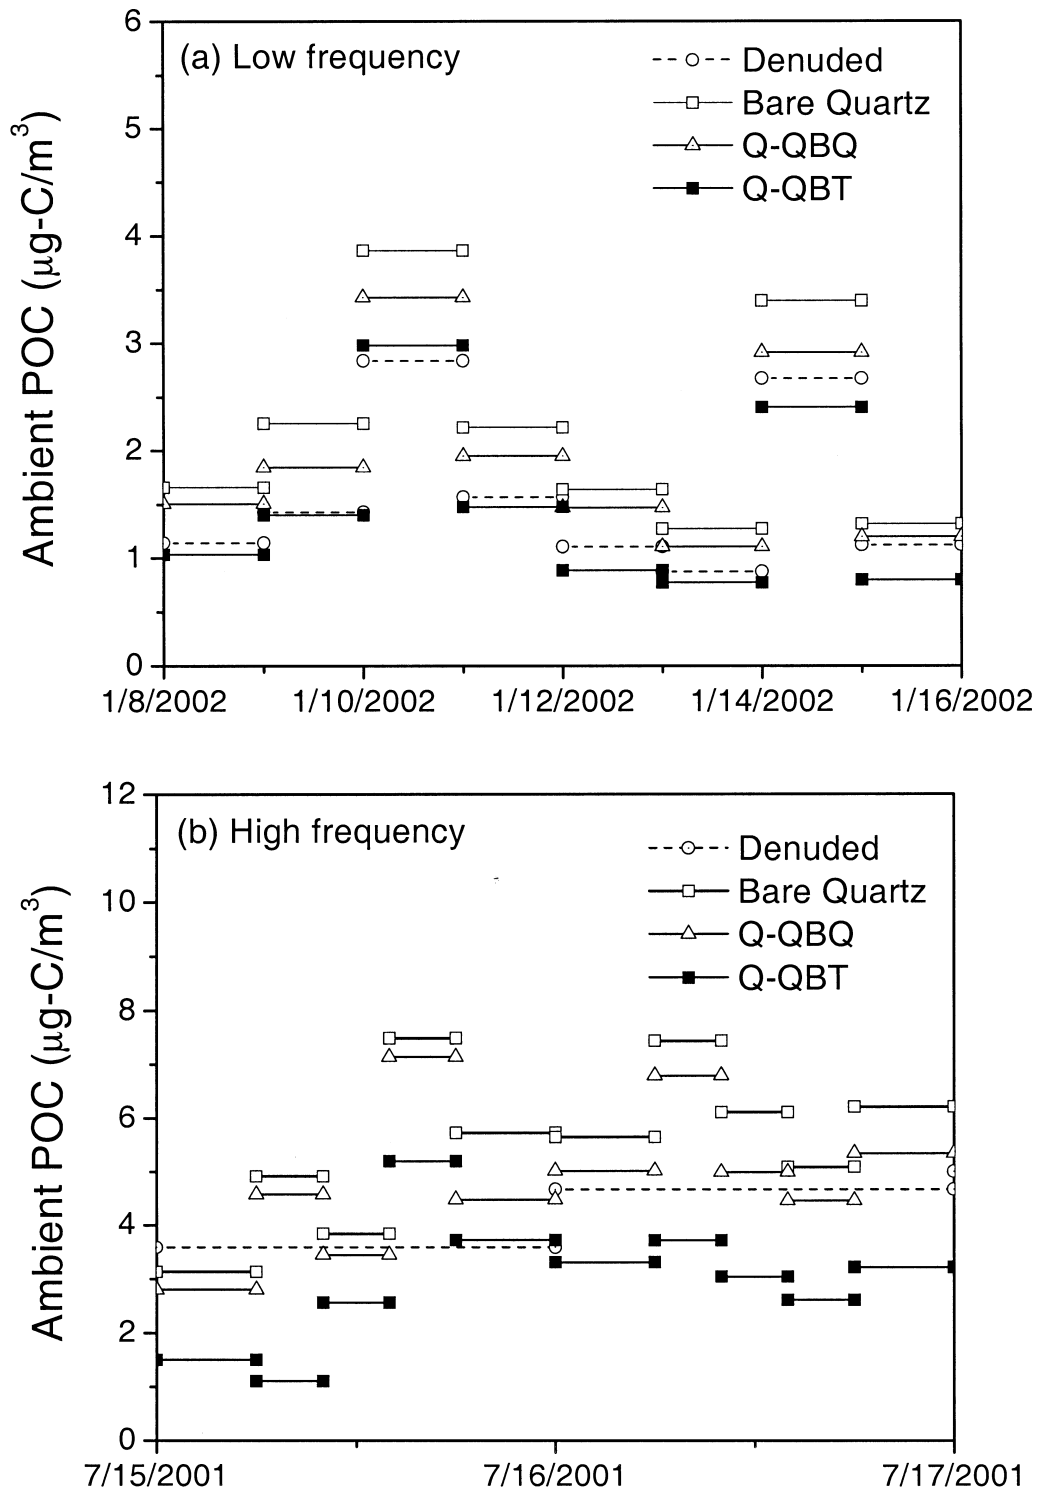 (a) Low frequency
Denuded
Bare Quartz
Q-QBQ
Q-QBT
Ambient POC (μg-C/m³)
6
5
4
3
2
1
0
1/8/2002 1/10/2002 1/12/2002 1/14/2002 1/16/2002
(b) High frequency
Denuded
Bare Quartz
Q-QBQ
Q-QBT
Ambient POC (μg-C/m³)
12
10
8
6
4
2
0
7/15/2001 7/16/2001 7/17/2001